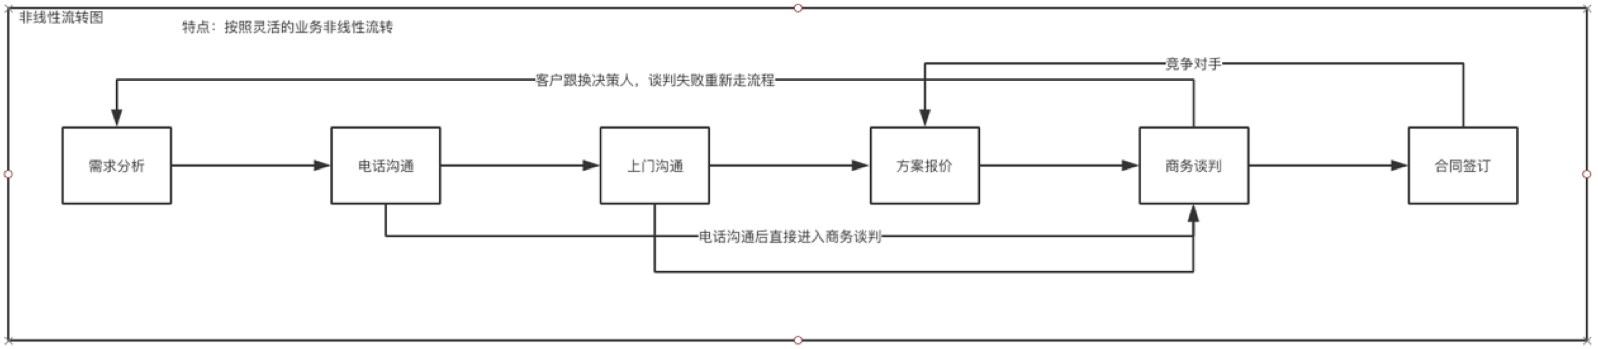 非线性流转图
特点：按照灵活的业务非线性流转
竞争对手
客户跟换决策人，谈判失败重新走流程
需求分析
电话沟通
上门沟通
方案报价
商务谈判
合同签订
电话沟通后直接进入商务谈判